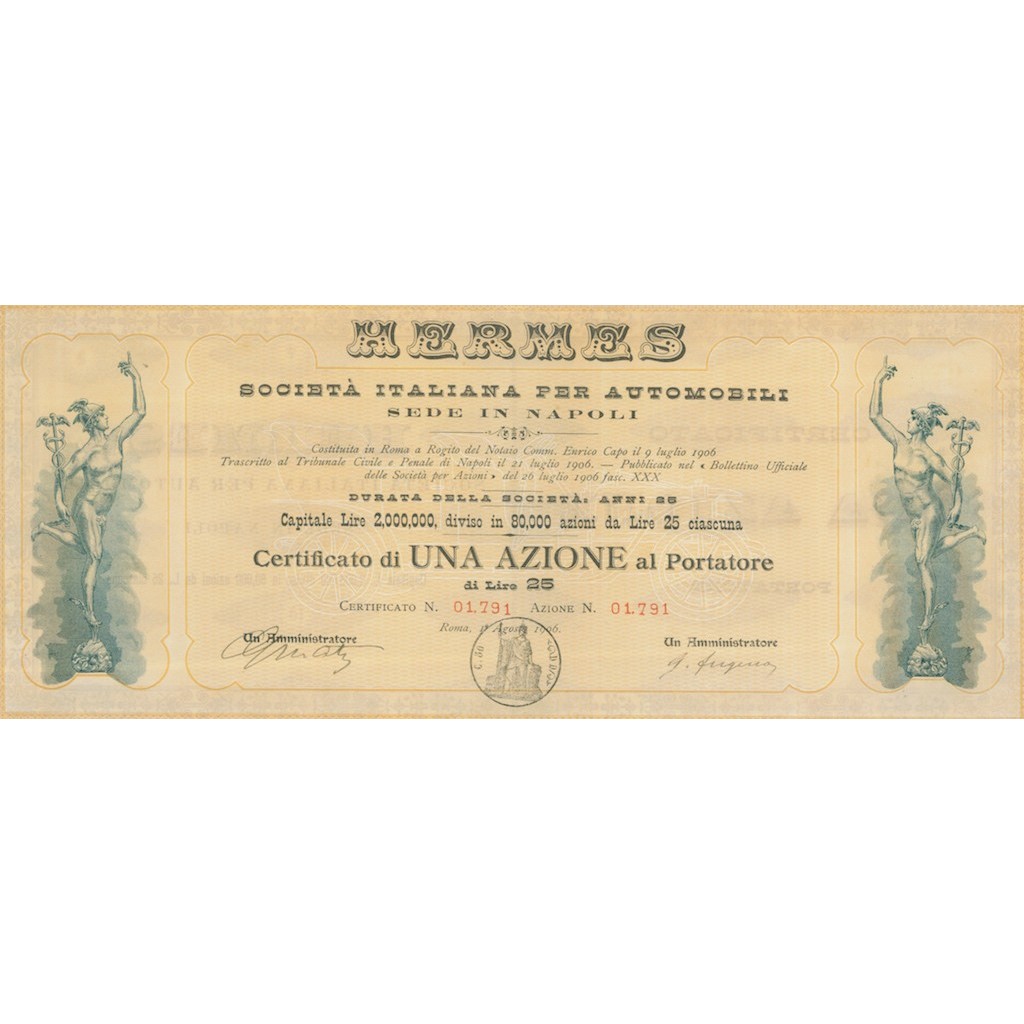 HERMES
SOCIETÀ ITALIANA PER AUTOMOBILI
SEDE IN NAPOLI
Costituita in Roma a Rogito del Notaio Comm. Enrico Capo il 9 luglio 1906
Trascritto al Tribunale Civile e Penale di Napoli il 21 luglio 1906. — Pubblicato nel « Bollettino Ufficiale
delle Società per Azioni » del 26 luglio 1906 fasc. XXX
DURATA DELLA SOCIETÀ: ANNI 25
Capitale Lire 2,000,000, diviso in 80,000 azioni da Lire 25 ciascuna
Certificato di UNA AZIONE al Portatore
di Lire 25
CERTIFICATO N. 01.791 AZIONE N. 01.791
Roma, 1° Agosto 1906.
Un Amministratore
Un Amministratore